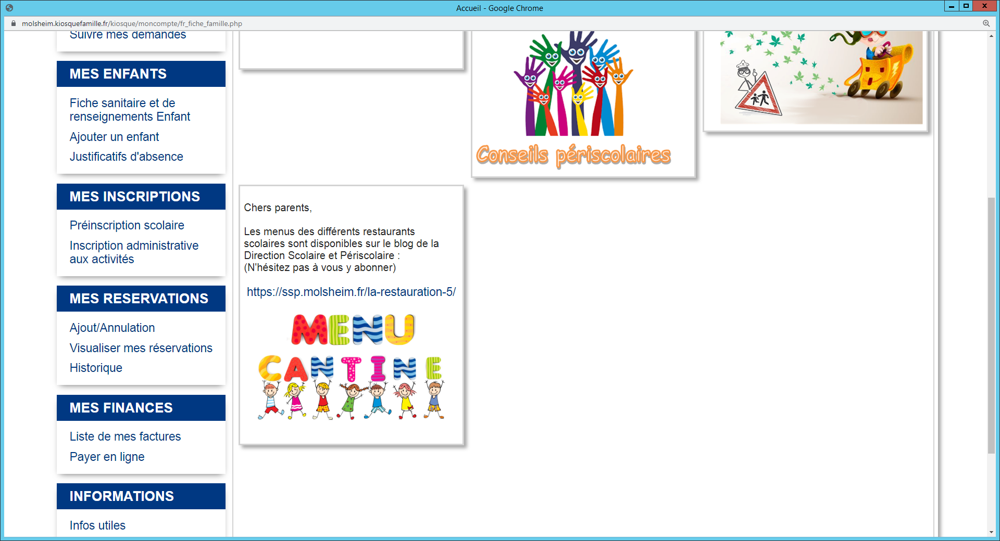 Accueil - Google Chrome
molsheim.kiosquefamille.fr/kiosque/moncompte/fr_fiche_famille.php
Suivre mes demandes
MES ENFANTS
Fiche sanitaire et de
renseignements Enfant
Ajouter un enfant
Justificatifs d'absence
MES INSCRIPTIONS
Préinscription scolaire
Inscription administrative
aux activités
MES RESERVATIONS
Ajout/Annulation
Visualiser mes réservations
Historique
MES FINANCES
Liste de mes factures
Payer en ligne
INFORMATIONS
Infos utiles
Chers parents,
Les menus des différents restaurants
scolaires sont disponibles sur le blog de la
Direction Scolaire et Périscolaire :
(N'hésitez pas à vous y abonner)
https://ssp.molsheim.fr/la-restauration-5/
MENU
CANTINE
Conseils périscolaires